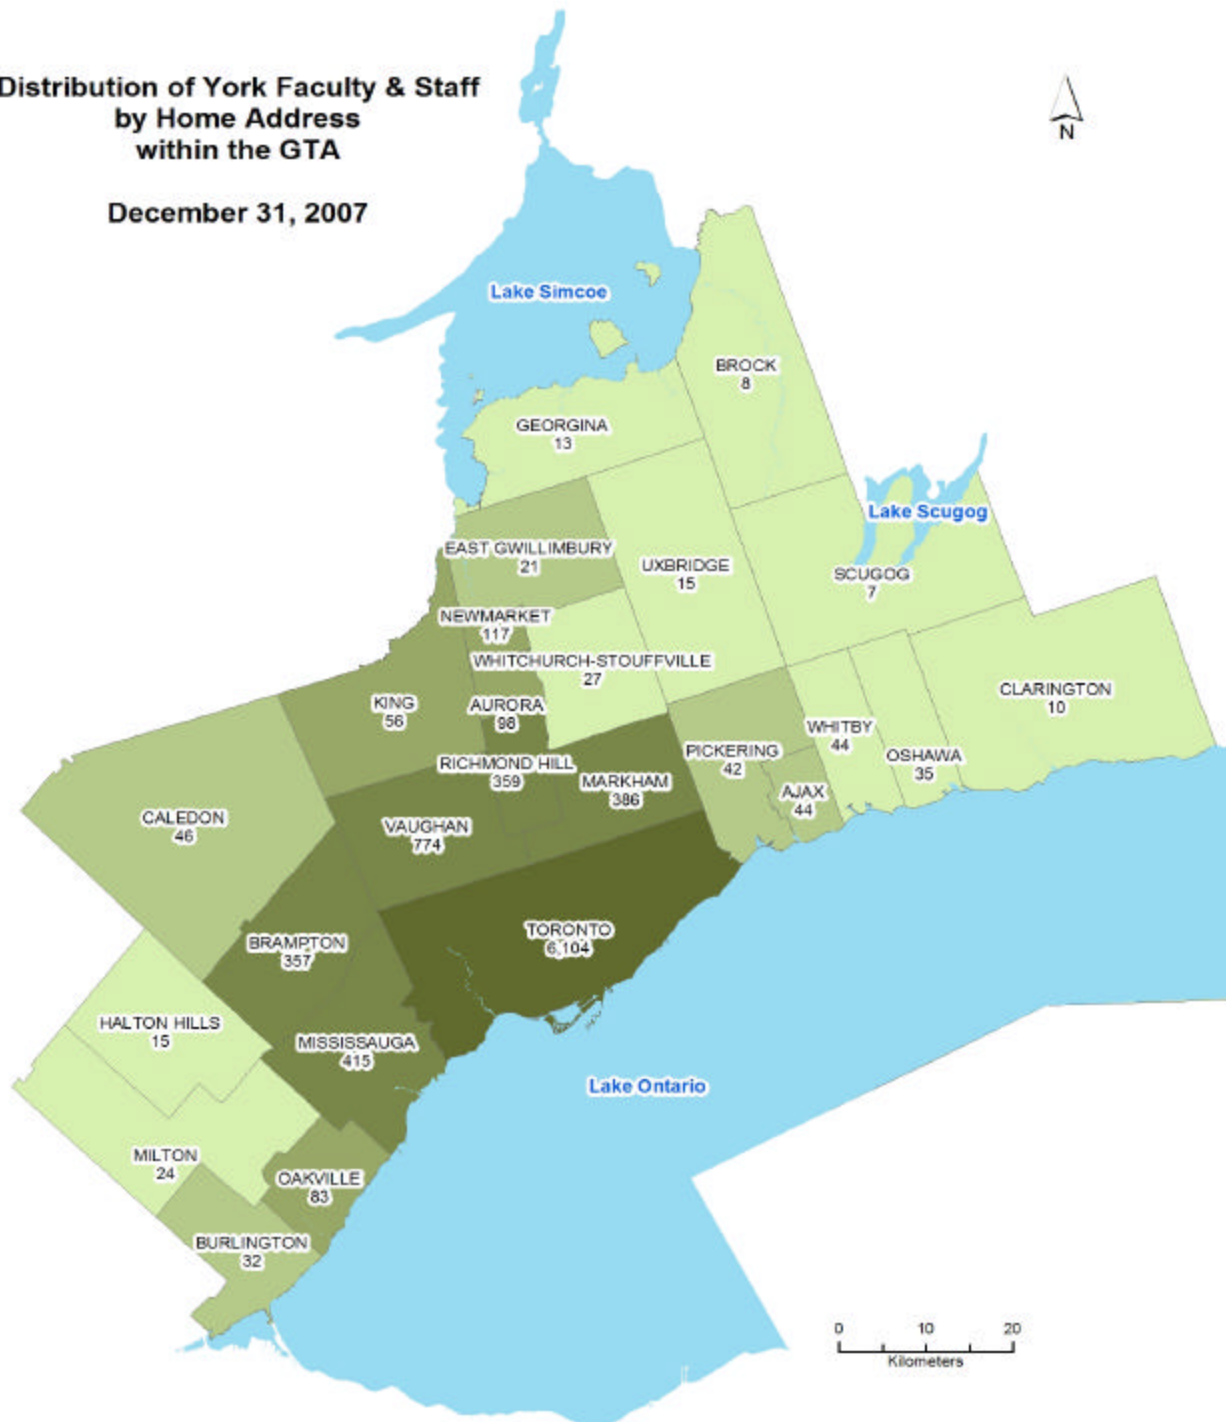 Distribution of York Faculty & Staff
by Home Address
within the GTA
December 31, 2007
N
Lake Simcoe
BROCK
8
GEORGINA
13
Lake Scugog
EAST GWILLIMBURY
21
UXBRIDGE
15
SCUGOG
7
NEWMARKET
117
WHITCHURCH-STOUFFVILLE
27
CLARINGTON
10
KING
56
AURORA
98
WHITBY
44
PICKERING
42
OSHAWA
35
RICHMOND HILL
359
MARKHAM
386
AJAX
44
CALEDON
46
VAUGHAN
774
TORONTO
6,104
BRAMPTON
357
HALTON HILLS
15
MISSISSAUGA
415
Lake Ontario
MILTON
24
OAKVILLE
83
BURLINGTON
32
0 10 20
Kilometers